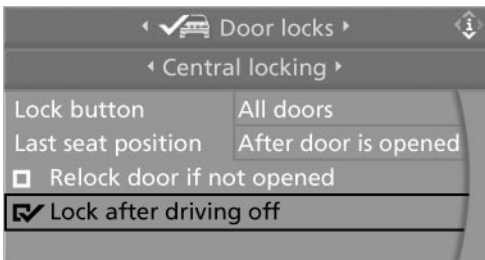 Door locks
Central locking
Lock button All doors
Last seat position After door is opened
Relock door if not opened
Lock after driving off